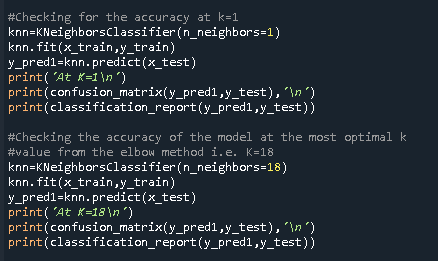 #Checking for the accuracy at k=1
knn=KNeighborsClassifier(n_neighbors=1)
knn.fit(x_train,y_train)
y_pred1=knn.predict(x_test)
print('At K=1\n')
print(confusion_matrix(y_pred1,y_test),'\n')
print(classification_report(y_pred1,y_test))
#Checking the accuracy of the model at the most optimal k
#value from the elbow method i.e. K=18
knn=KNeighborsClassifier(n_neighbors=18)
knn.fit(x_train,y_train)
y_pred1=knn.predict(x_test)
print('At K=18\n')
print(confusion_matrix(y_pred1,y_test),'\n')
print(classification_report(y_pred1,y_test))